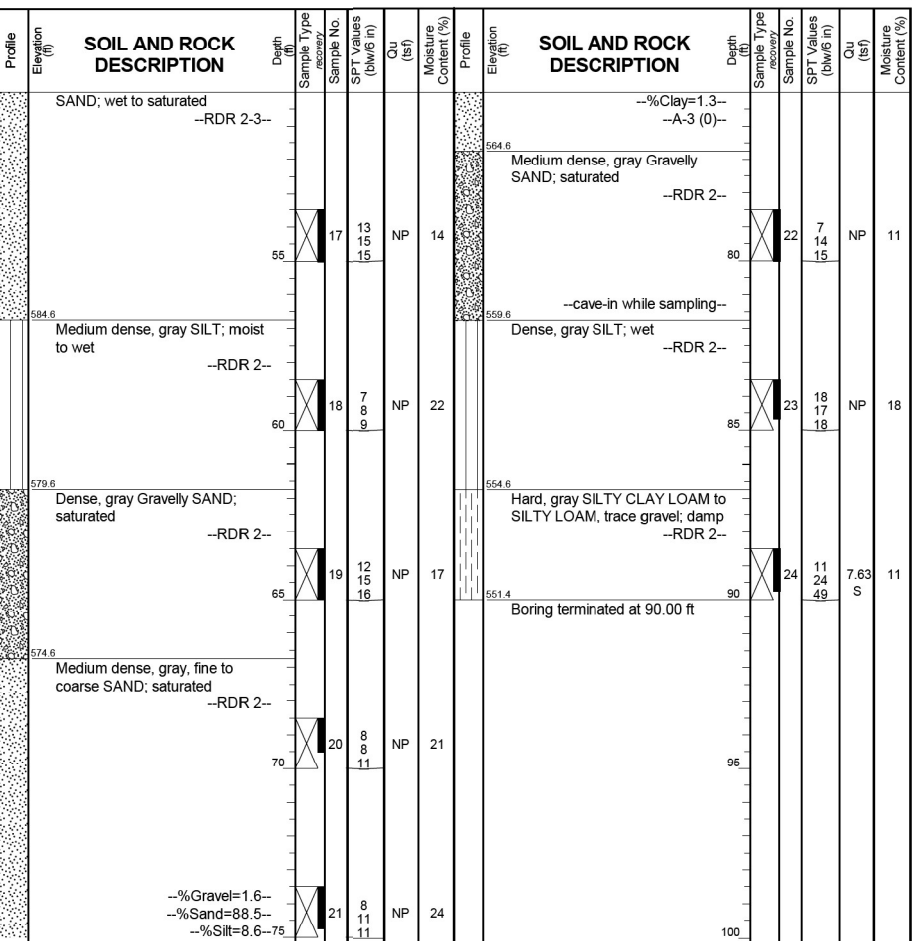 Profile
Elevation (ft)
SOIL AND ROCK
DESCRIPTION
Depth (ft)
Sample Type
recovery
Sample No.
SPT Values (blw/6 in)
Qu (tsf)
Moisture Content (%)
SAND; wet to saturated
--RDR 2-3--
55
17
13
15
15
NP
14
584.6
Medium dense, gray SILT; moist
to wet
--RDR 2--
60
18
7
8
9
NP
22
579.6
Dense, gray Gravelly SAND;
saturated
--RDR 2--
65
19
12
15
16
NP
17
574.6
Medium dense, gray, fine to
coarse SAND; saturated
--RDR 2--
70
20
8
8
11
NP
21
--%Gravel=1.6--
--%Sand=88.5--
--%Silt=8.6--75
21
8
11
11
NP
24
Profile
Elevation (ft)
SOIL AND ROCK
DESCRIPTION
Depth (ft)
Sample Type
recovery
Sample No.
SPT Values (blw/6 in)
Qu (tsf)
Moisture Content (%)
--%Clay=1.3--
--A-3 (0)--
564.6
Medium dense, gray Gravelly
SAND; saturated
--RDR 2--
80
22
7
14
15
NP
11
--cave-in while sampling--
559.6
Dense, gray SILT; wet
--RDR 2--
85
23
18
17
18
NP
18
554.6
Hard, gray SILTY CLAY LOAM to
SILTY LOAM, trace gravel; damp
--RDR 2--
90
24
11
24
49
7.63
S
11
551.4
Boring terminated at 90.00 ft
95
100